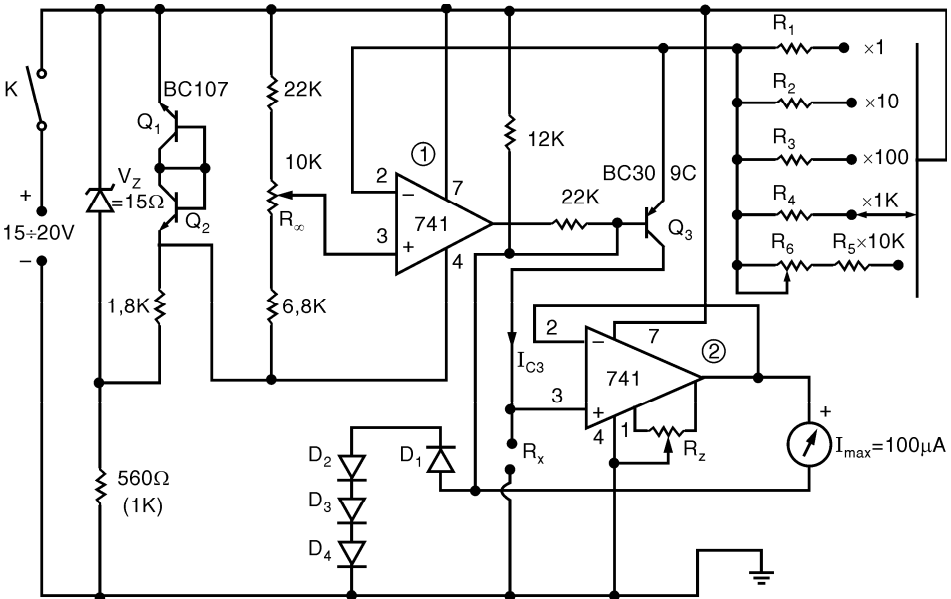 K
+
15÷20V
−
BC107
Q1
VZ
=15Ω
Q2
1,8K
560Ω
(1K)
22K
10K
R∞
6,8K
①
2
−
7
741
3
+
4
12K
22K
BC30 9C
Q3
R1
×1
R2
×10
R3
×100
R4
×1K
R6
R5×10K
IC3
2
−
7
②
741
3
+
4
1
Rz
Rx
D2
D1
D3
D4
+
Imax=100µA